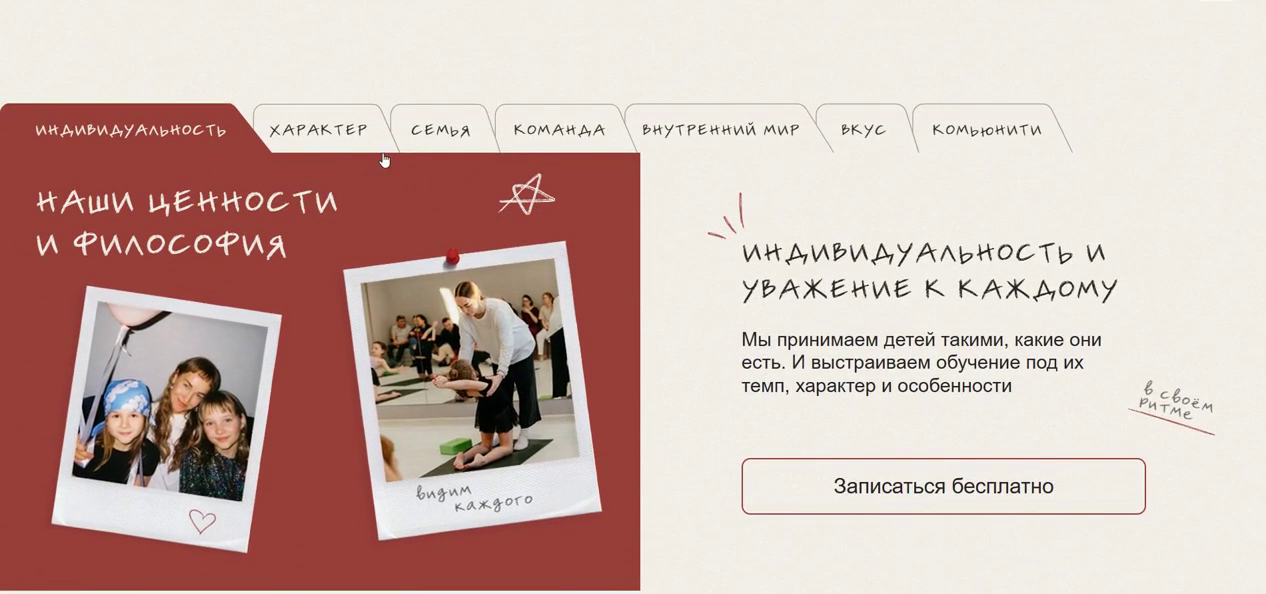 ИНДИВИДУАЛЬНОСТЬ
ХАРАКТЕР
СЕМЬЯ
КОМАНДА
ВНУТРЕННИЙ МИР
ВКУС
КОМЬЮНИТИ
НАШИ ЦЕННОСТИ
И ФИЛОСОФИЯ
видим
каждого
ИНДИВИДУАЛЬНОСТЬ И
УВАЖЕНИЕ К КАЖДОМУ
Мы принимаем детей такими, какие они
есть. И выстраиваем обучение под их
темп, характер и особенности
в своём
ритме
Записаться бесплатно